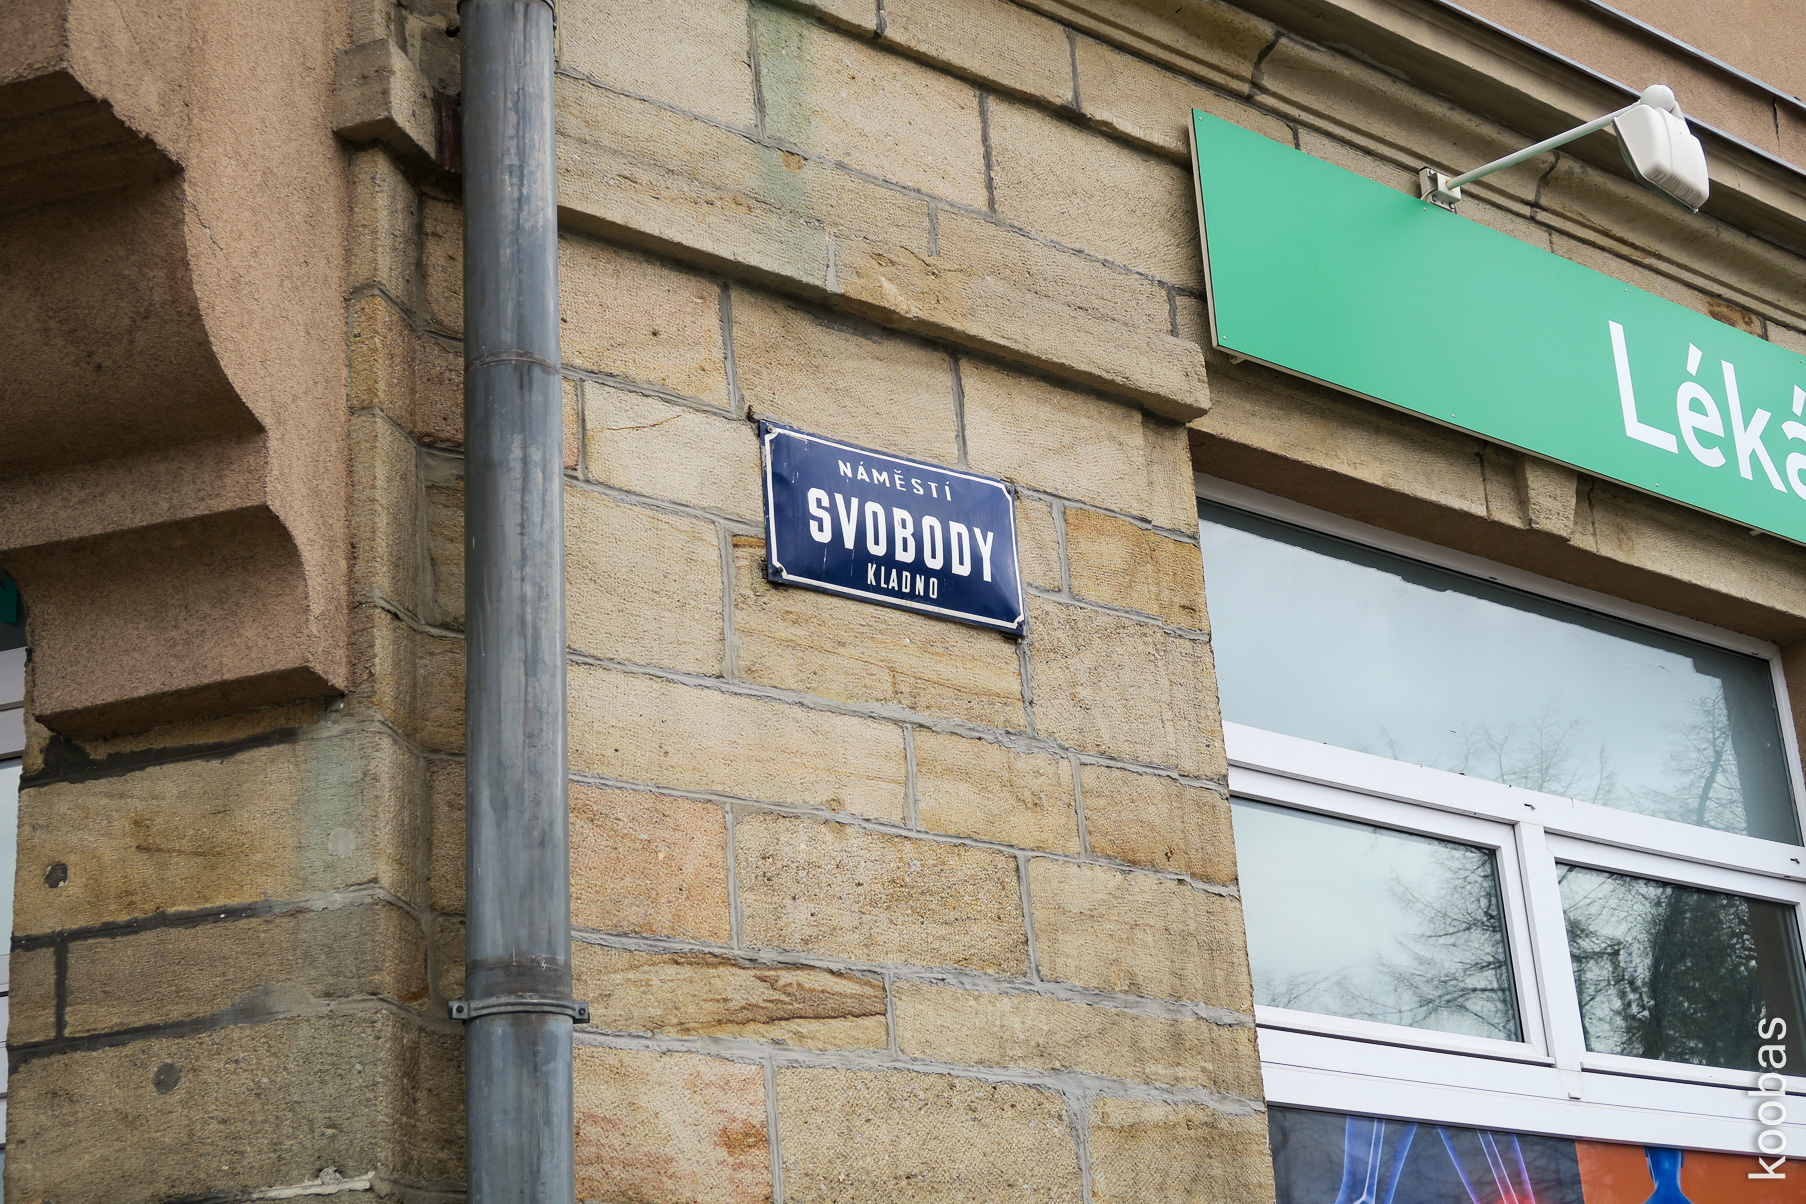 NÁMĚSTÍ
SVOBODY
KLADNO
Léká
koobas